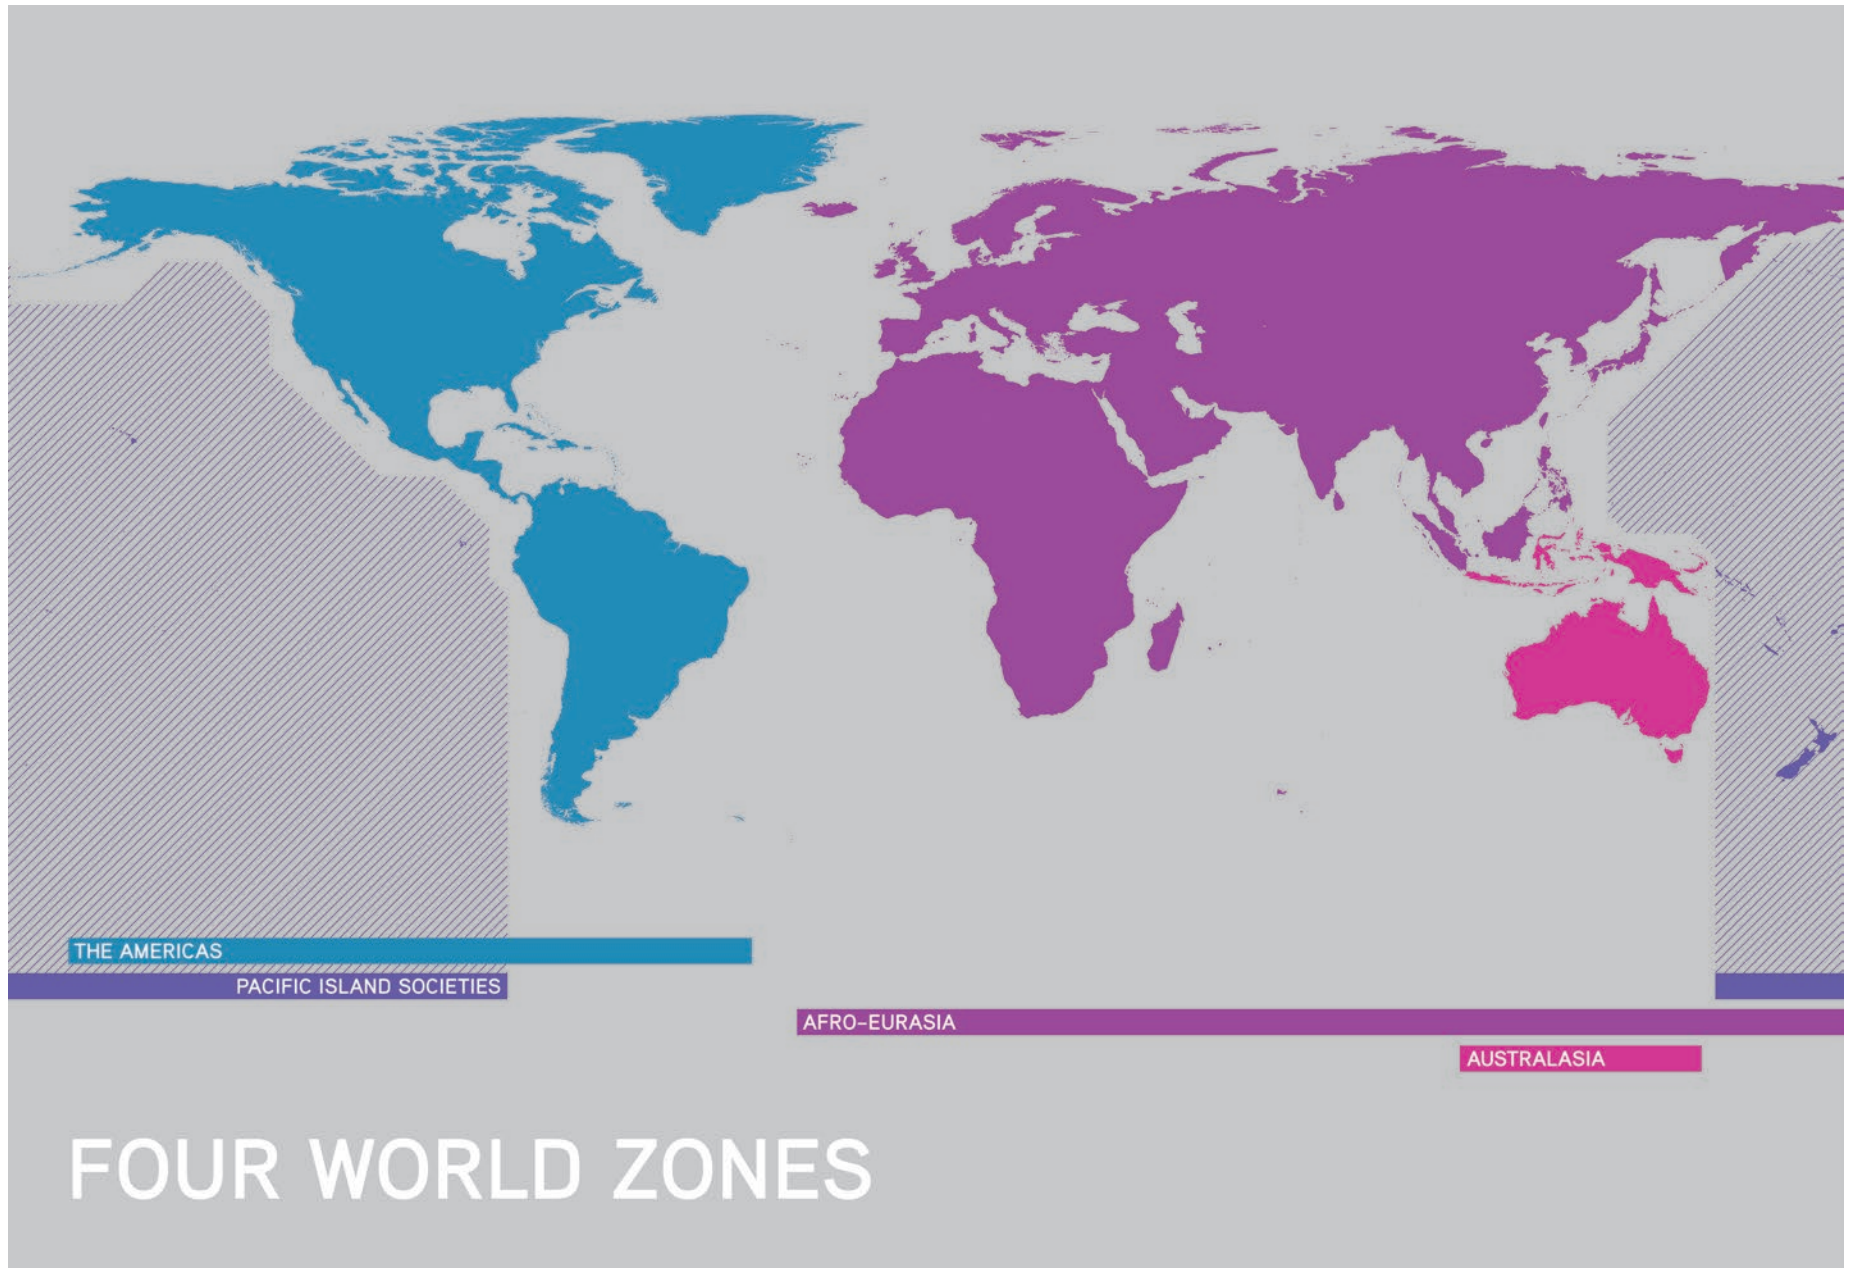 THE AMERICAS
PACIFIC ISLAND SOCIETIES
AFRO-EURASIA
AUSTRALASIA
FOUR WORLD ZONES